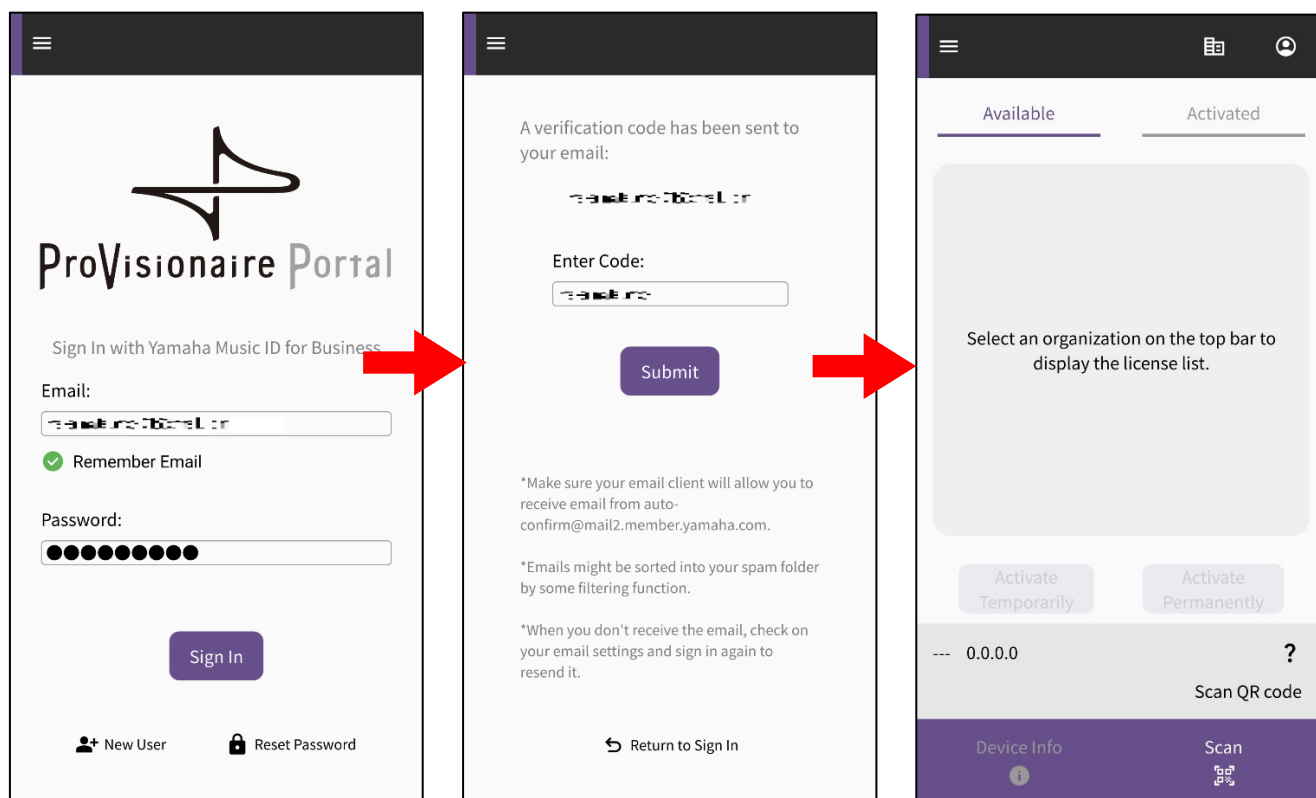 ProVisionaire Portal
Sign In with Yamaha Music ID for Business
Email:
Remember Email
Password:
Sign In
New User
Reset Password
A verification code has been sent to
your email:
Enter Code:
Submit
*Make sure your email client will allow you to
receive email from auto-
confirm@mail2.member.yamaha.com.
*Emails might be sorted into your spam folder
by some filtering function.
*When you don't receive the email, check on
your email settings and sign in again to
resend it.
Return to Sign In
Available
Activated
Select an organization on the top bar to
display the license list.
Activate
Temporarily
Activate
Permanently
--- 0.0.0.0
?
Scan QR code
Device Info
Scan